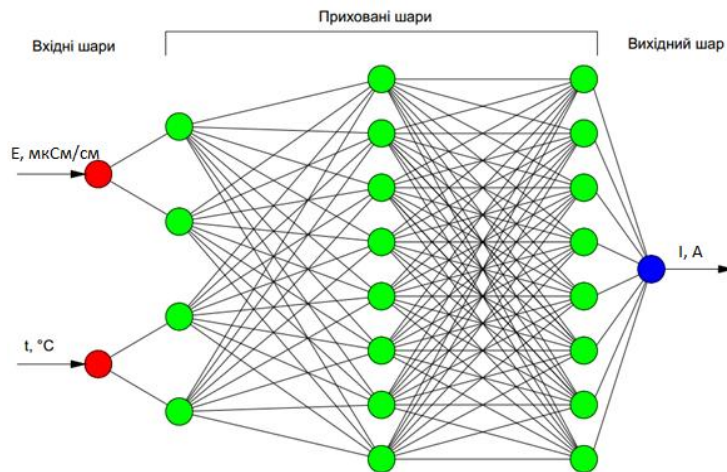 Приховані шари
Вхідні шари
Вихідний шар
E, мкСм/см
I, A
t, °C